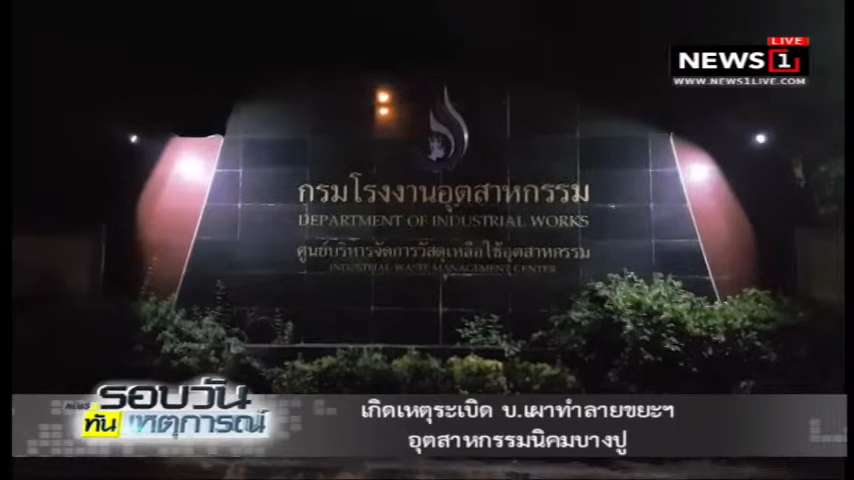 LIVE
NEWS 1
WWW.NEWS1LIVE.COM
กรมโรงงานอุตสาหกรรม
DEPARTMENT OF INDUSTRIAL WORKS
ศูนย์บริหารจัดการวัสดุเหลือใช้อุตสาหกรรม
INDUSTRIAL WASTE MANAGEMENT CENTER
NEWS รอบวัน
ทัน เหตุการณ์
เกิดเหตุระเบิด บ.เผาทำลายขยะฯ
อุตสาหกรรมนิคมบางปู